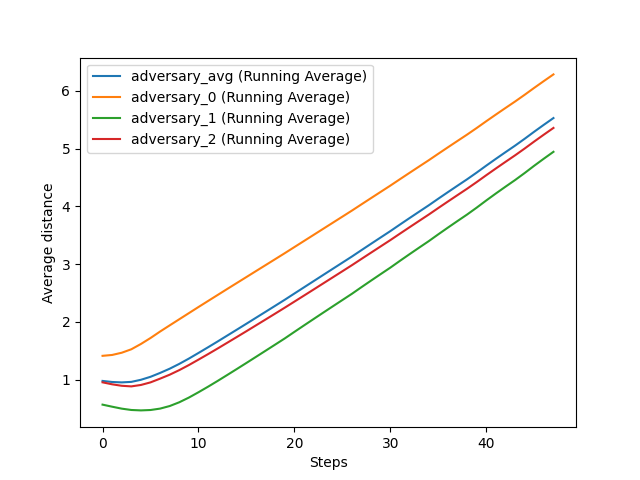 adversary_avg (Running Average)
adversary_0 (Running Average)
adversary_1 (Running Average)
adversary_2 (Running Average)
Average distance
6
5
4
3
2
1
0 10 20 30 40
Steps